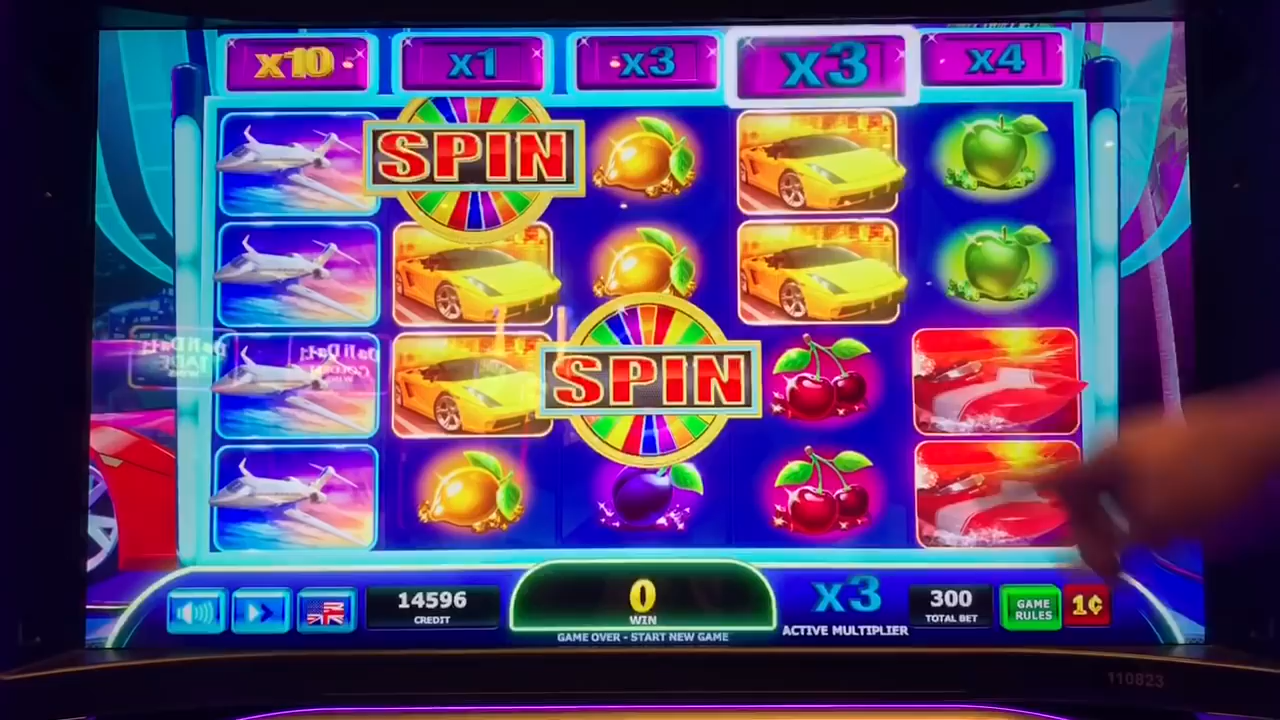 x10 x1 x3 x3 x4
SPIN
SPIN
14596
CREDIT
0
WIN
GAME OVER - START NEW GAME
x3
ACTIVE MULTIPLIER
300
TOTAL BET
GAME
RULES
1¢
110823